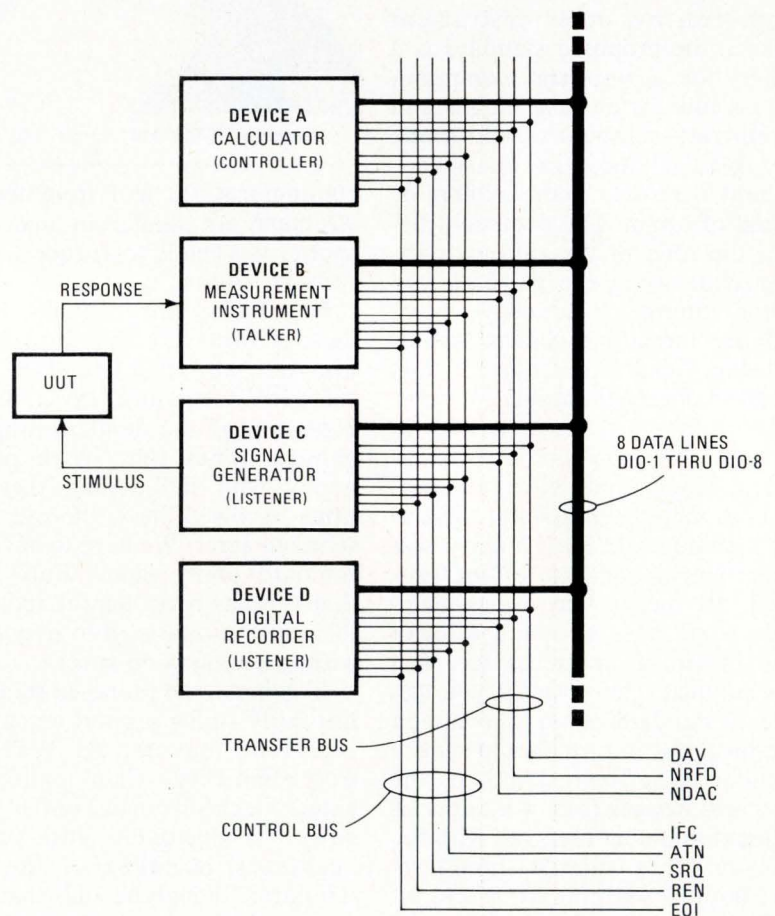 DEVICE A
CALCULATOR
(CONTROLLER)
DEVICE B
MEASUREMENT
INSTRUMENT
(TALKER)
RESPONSE
UUT
STIMULUS
DEVICE C
SIGNAL
GENERATOR
(LISTENER)
8 DATA LINES
DIO-1 THRU DIO-8
DEVICE D
DIGITAL
RECORDER
(LISTENER)
TRANSFER BUS
CONTROL BUS
DAV
NRFD
NDAC
IFC
ATN
SRQ
REN
EOI